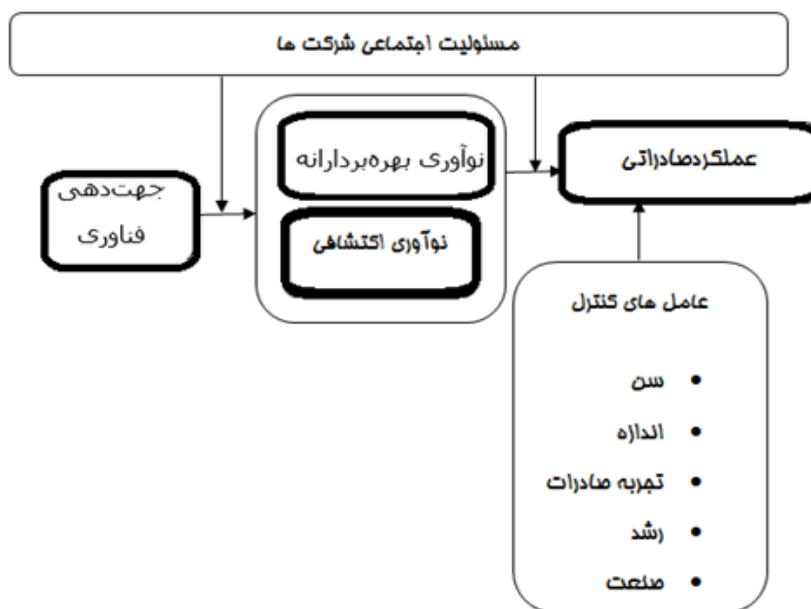 مسئولیت اجتماعی شرکت ها
نوآوری بهره‌بردارانه
عملکردصادراتی
جهت‌دهی
فناوری
نوآوری اکتشافی
عامل های کنترل
• سن
• اندازه
• تجربه صادرات
• رشد
• صنعت